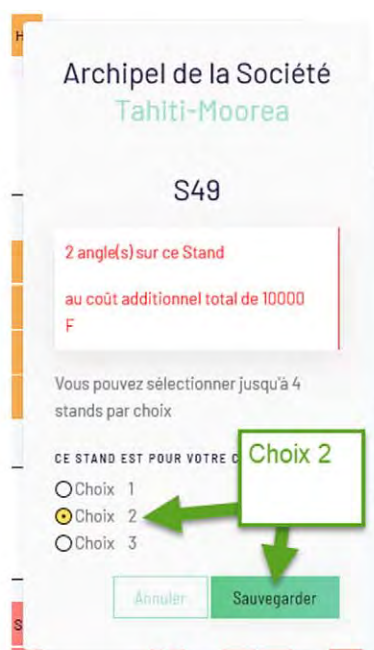 H
Archipel de la Société
Tahiti-Moorea
S49
2 angle(s) sur ce Stand
au coût additionnel total de 10000
F
Vous pouvez sélectionner jusqu'à 4
stands par choix
CE STAND EST POUR VOTRE C
Choix 2
Choix 1
Choix 2
Choix 3
Annuler
Sauvegarder
S